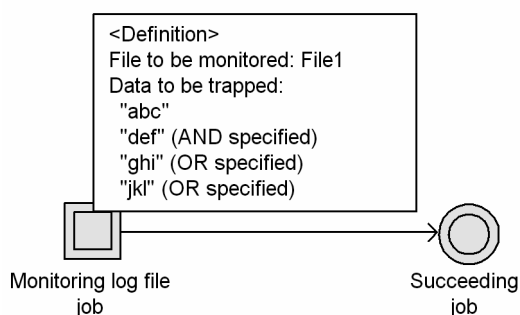 <Definition>
File to be monitored: File1
Data to be trapped:
"abc"
"def" (AND specified)
"ghi" (OR specified)
"jkl" (OR specified)
Monitoring log file
job
Succeeding
job